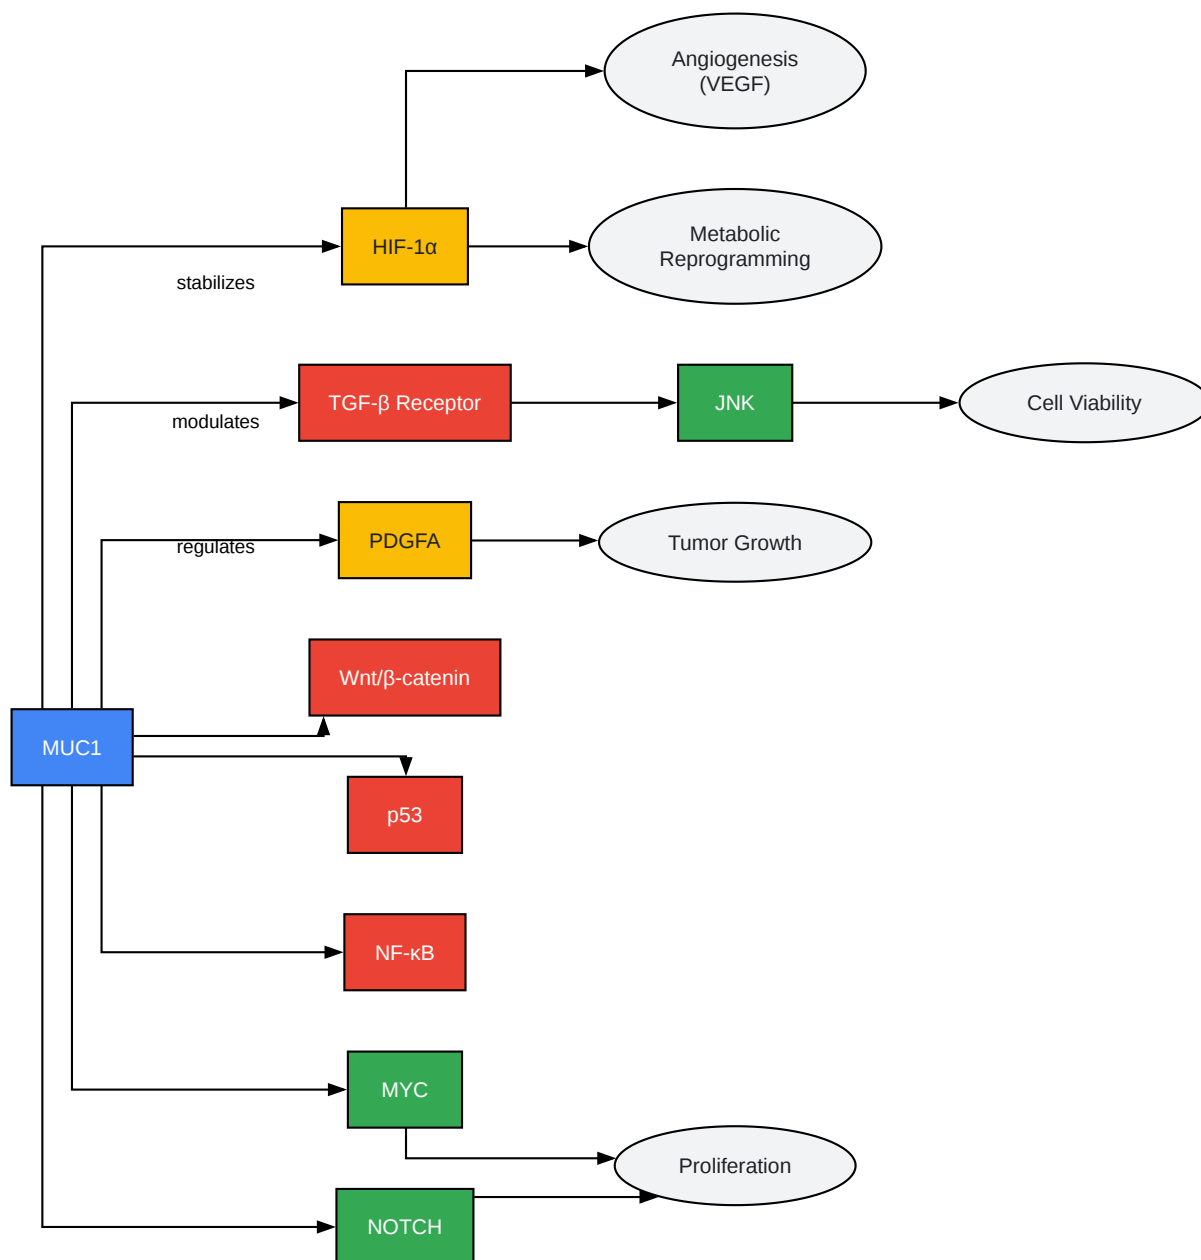 Angiogenesis
(VEGF)
HIF-1α
Metabolic
Reprogramming
stabilizes
TGF-β Receptor
JNK
Cell Viability
modulates
PDGFA
Tumor Growth
regulates
Wnt/β-catenin
MUC1
p53
NF-κB
MYC
Proliferation
NOTCH